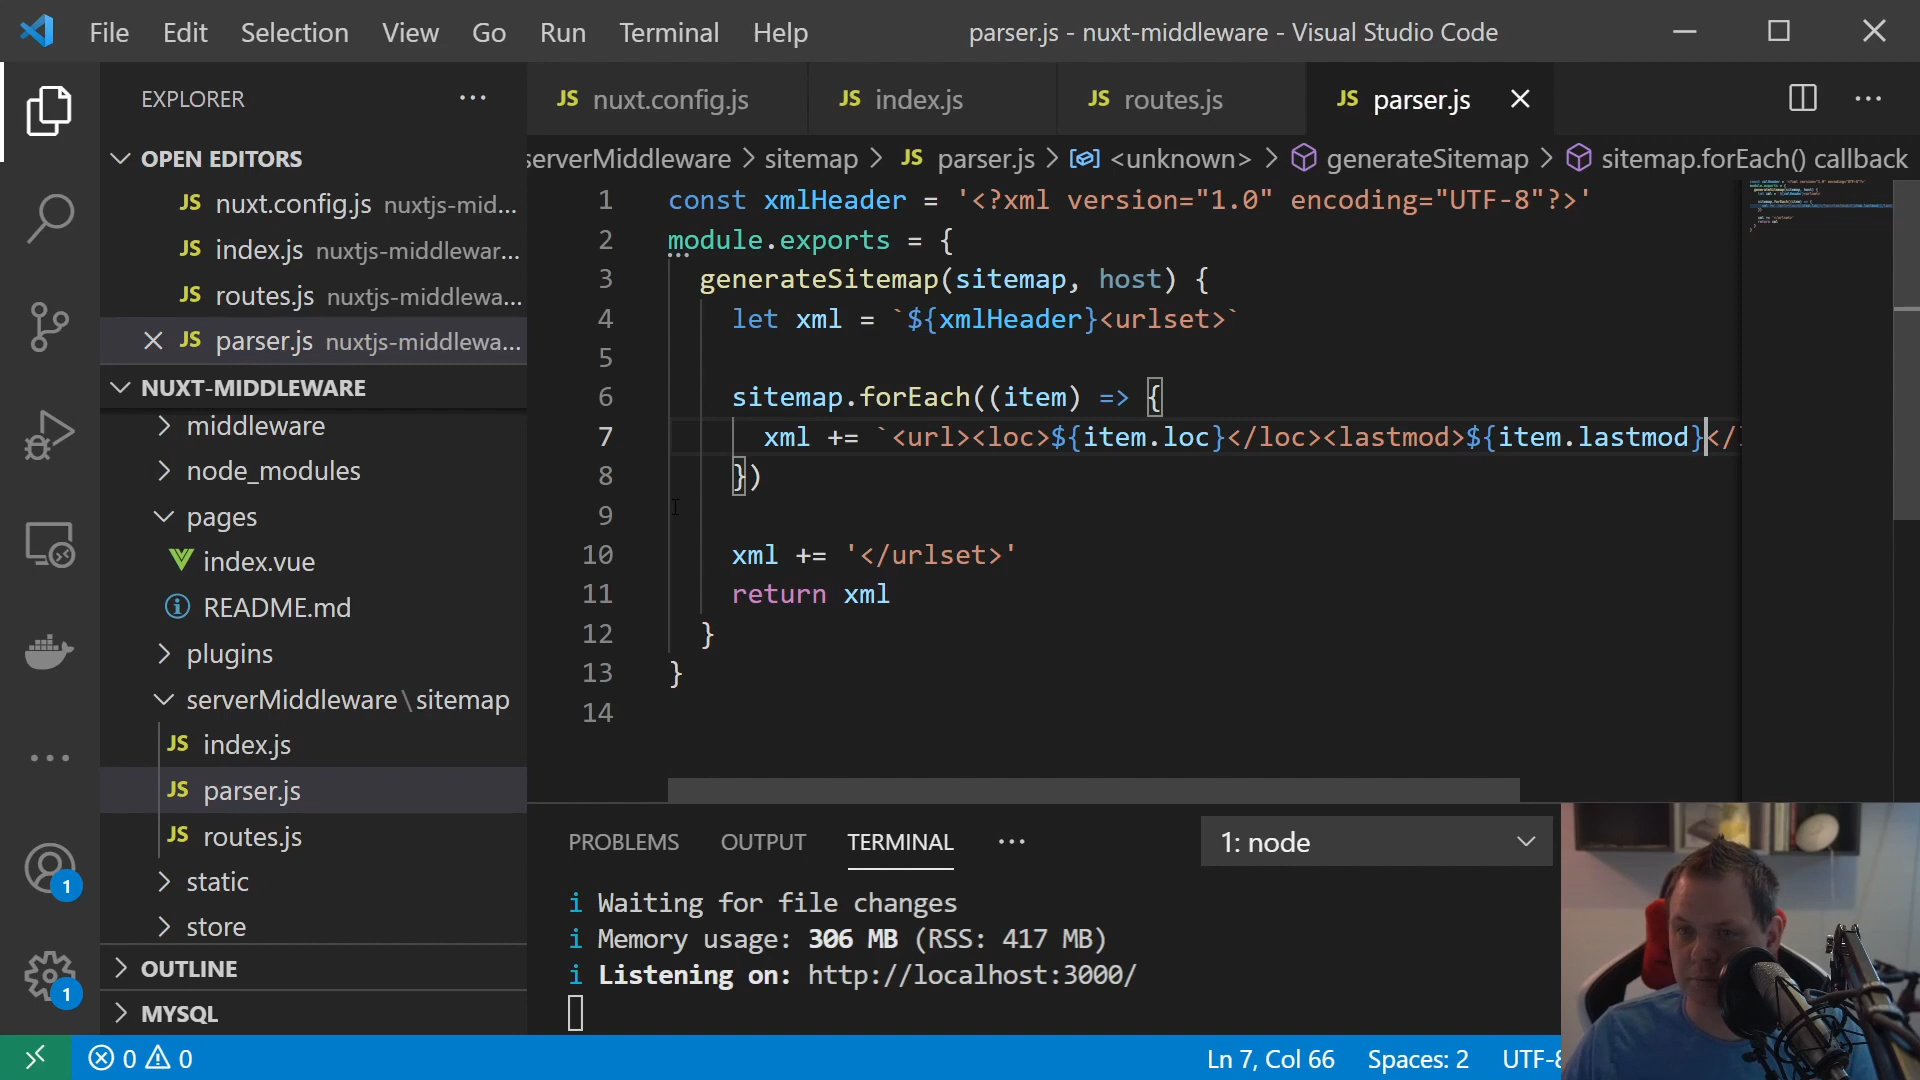 File Edit Selection View Go Run Terminal Help parser.js - nuxt-middleware - Visual Studio Code
EXPLORER ...
JS nuxt.config.js JS index.js JS routes.js JS parser.js ...
OPEN EDITORS
JS nuxt.config.js nuxtjs-mid...
JS index.js nuxtjs-middlewar...
JS routes.js nuxtjs-middlewa...
JS parser.js nuxtjs-middlewa...
NUXT-MIDDLEWARE
middleware
node_modules
pages
index.vue
README.md
plugins
serverMiddleware\sitemap
JS index.js
JS parser.js
JS routes.js
static
store
OUTLINE
MYSQL
serverMiddleware > sitemap > JS parser.js > <unknown> > generateSitemap > sitemap.forEach() callback
1 const xmlHeader = '<?xml version="1.0" encoding="UTF-8"?>'
2 module.exports = {
3 generateSitemap(sitemap, host) {
4 let xml = `${xmlHeader}<urlset>`
5
6 sitemap.forEach((item) => {
7 xml += `<url><loc>${item.loc}</loc><lastmod>${item.lastmod}</l
8 })
9
10 xml += '</urlset>'
11 return xml
12 }
13 }
14
PROBLEMS OUTPUT TERMINAL ... 1: node
i Waiting for file changes
i Memory usage: 306 MB (RSS: 417 MB)
i Listening on: http://localhost:3000/
1
1
0 0 Ln 7, Col 66 Spaces: 2 UTF-8